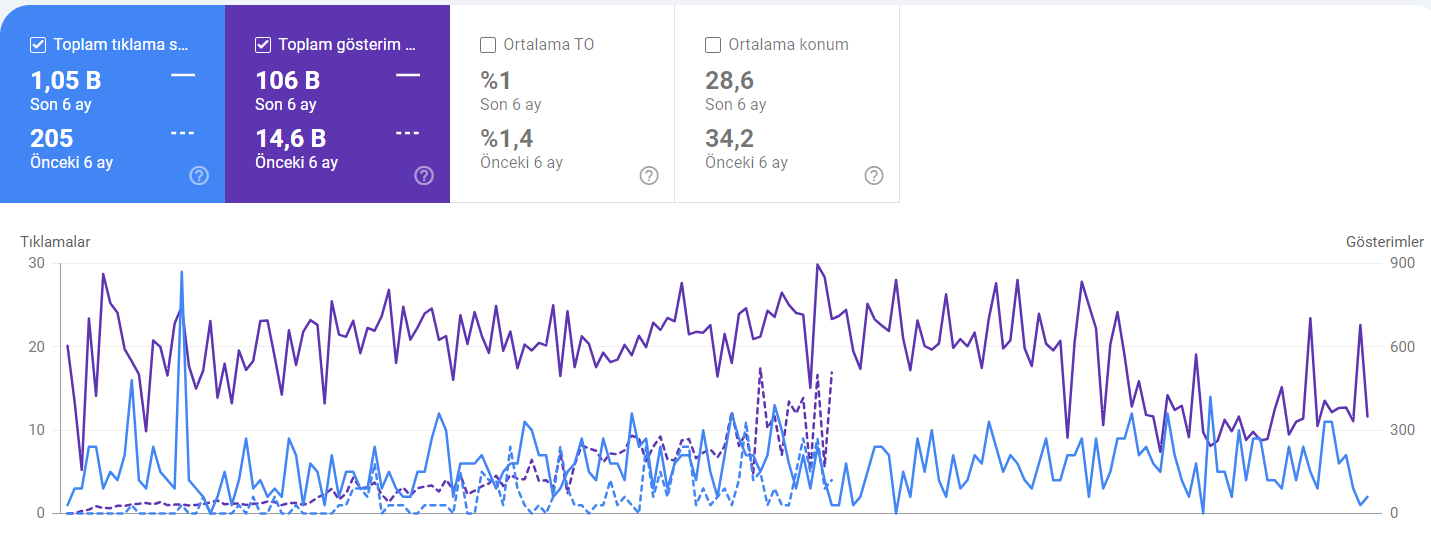 Toplam tıklama s...
1,05 B
Son 6 ay
205
Önceki 6 ay
Toplam gösterim ...
106 B
Son 6 ay
14,6 B
Önceki 6 ay
Ortalama TO
%1
Son 6 ay
%1,4
Önceki 6 ay
Ortalama konum
28,6
Son 6 ay
34,2
Önceki 6 ay
Tıklamalar
Gösterimler
30
20
10
0
900
600
300
0